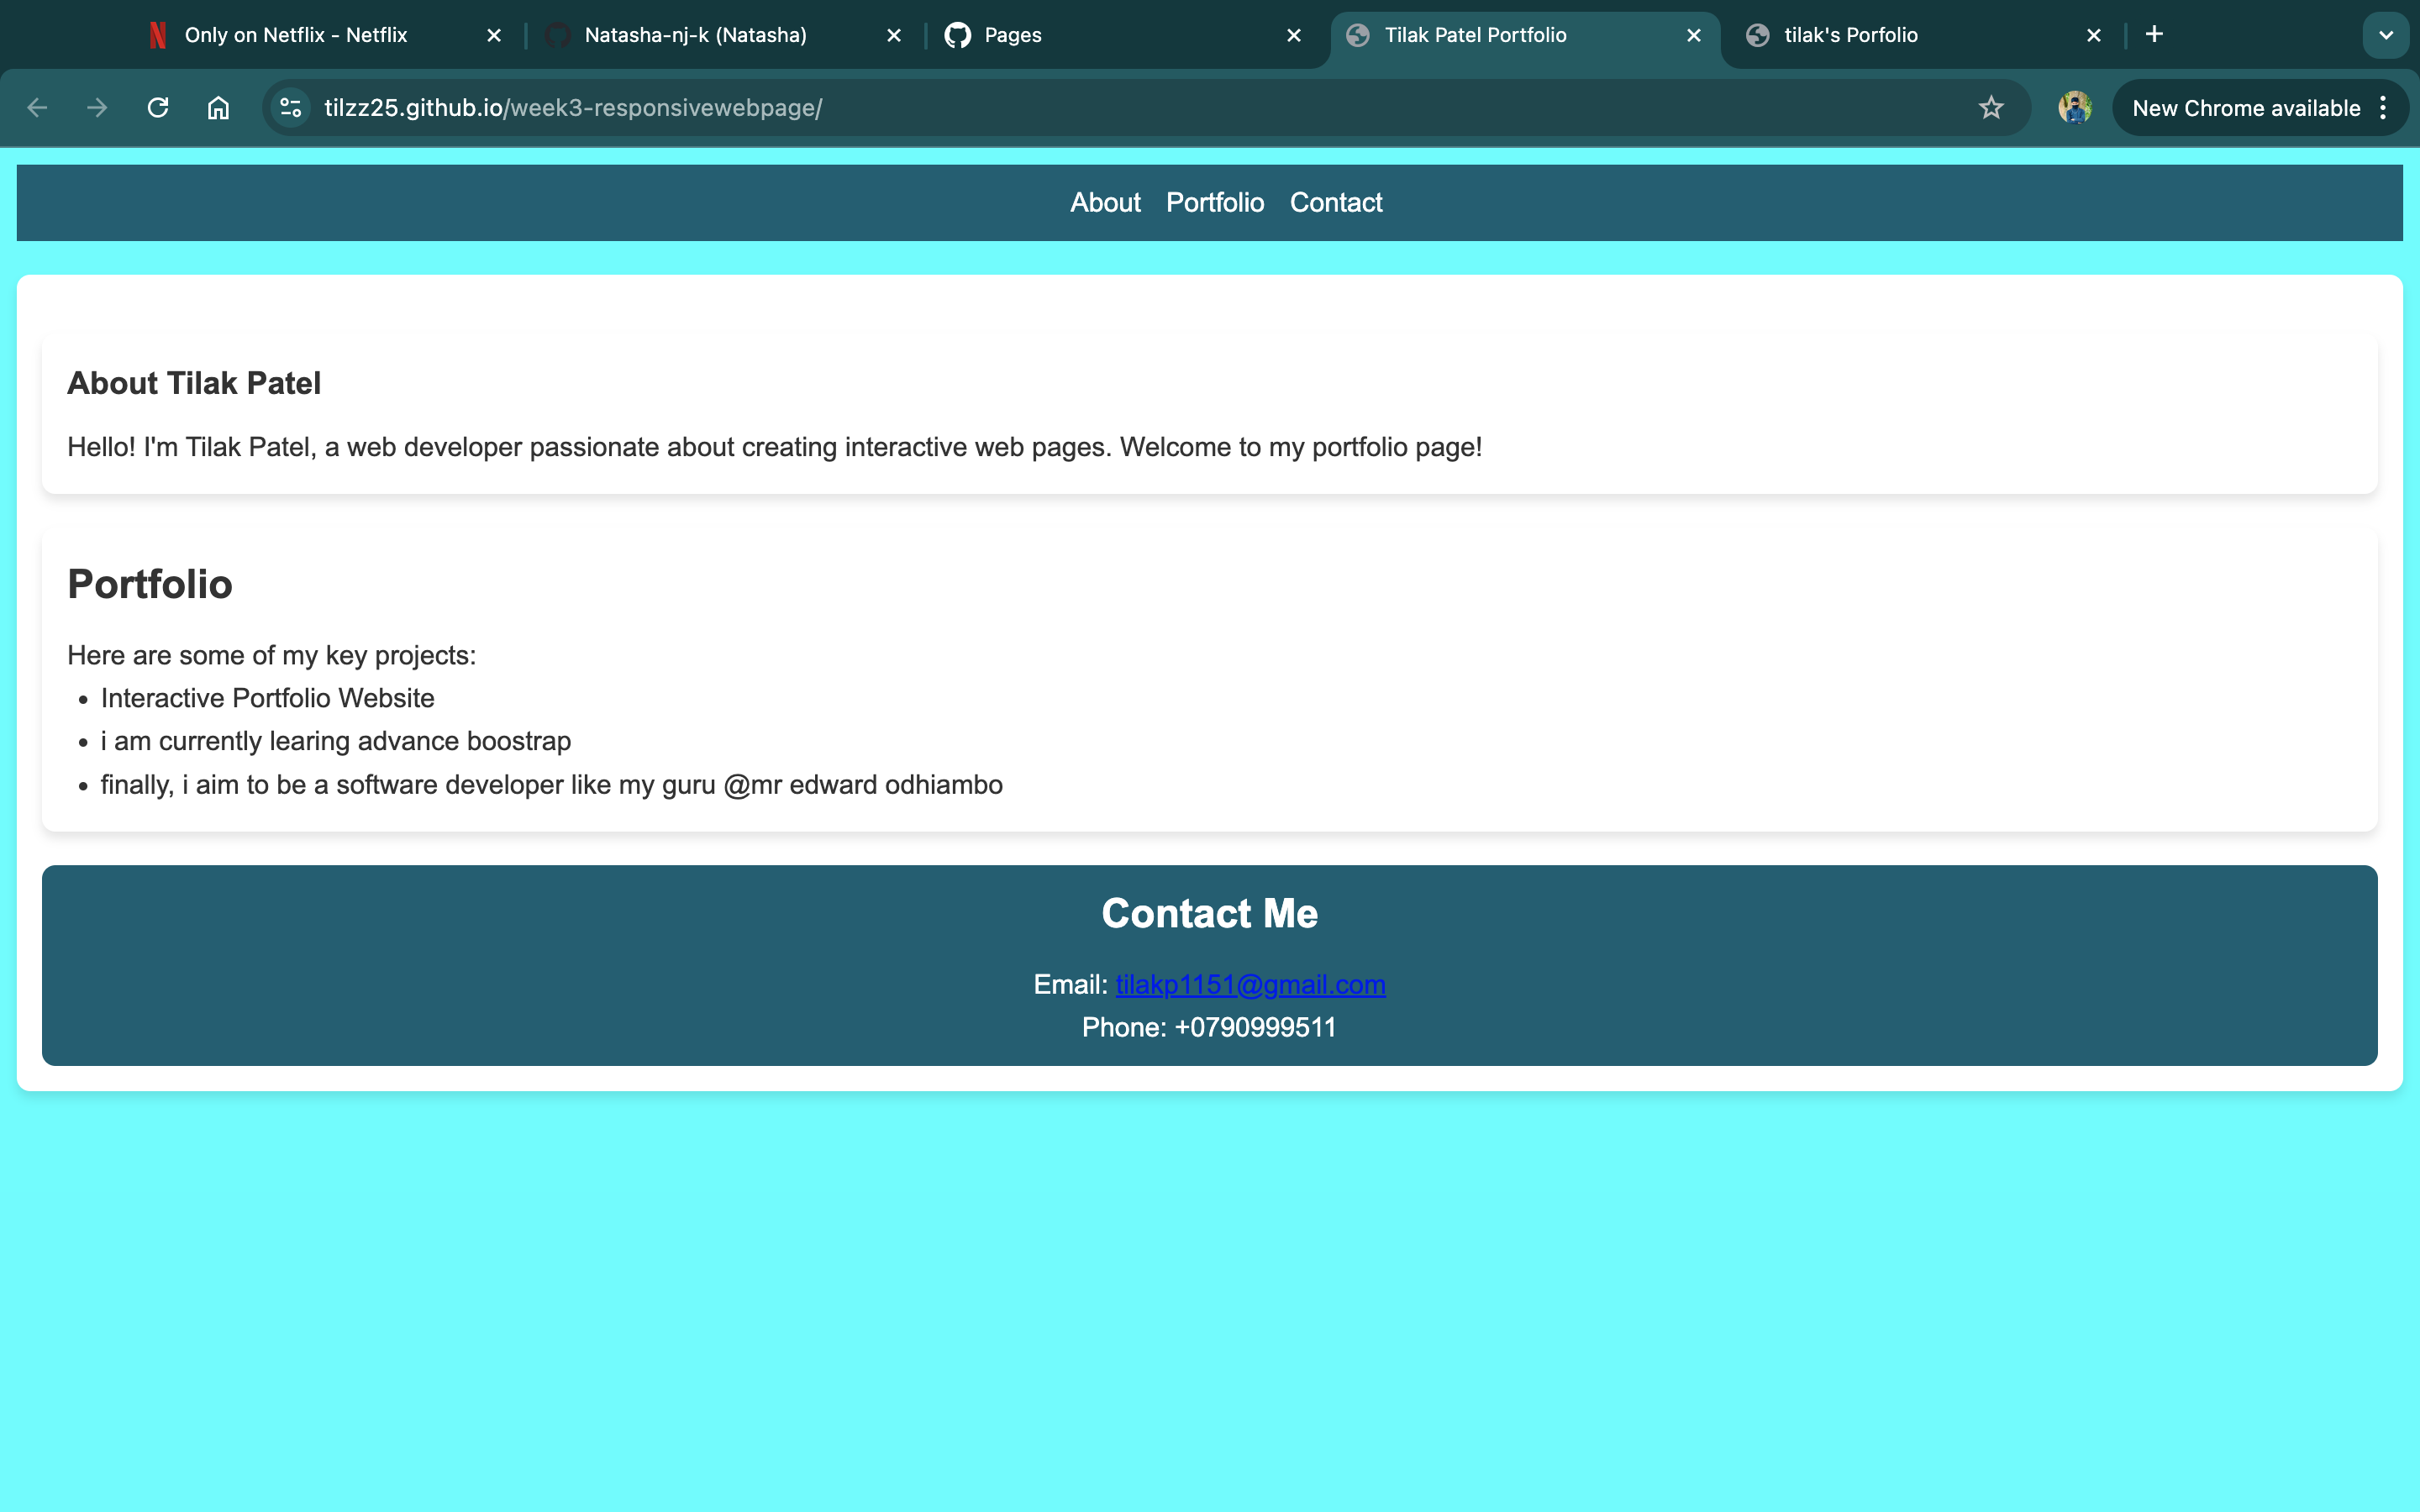 Only on Netflix - Netflix
Natasha-nj-k (Natasha)
Pages
Tilak Patel Portfolio
tilak's Porfolio
tilzz25.github.io/week3-responsivewebpage/
New Chrome available
About Portfolio Contact
About Tilak Patel
Hello! I'm Tilak Patel, a web developer passionate about creating interactive web pages. Welcome to my portfolio page!
Portfolio
Here are some of my key projects:
• Interactive Portfolio Website
• i am currently learing advance boostrap
• finally, i aim to be a software developer like my guru @mr edward odhiambo
Contact Me
Email: tilakp1151@gmail.com
Phone: +0790999511